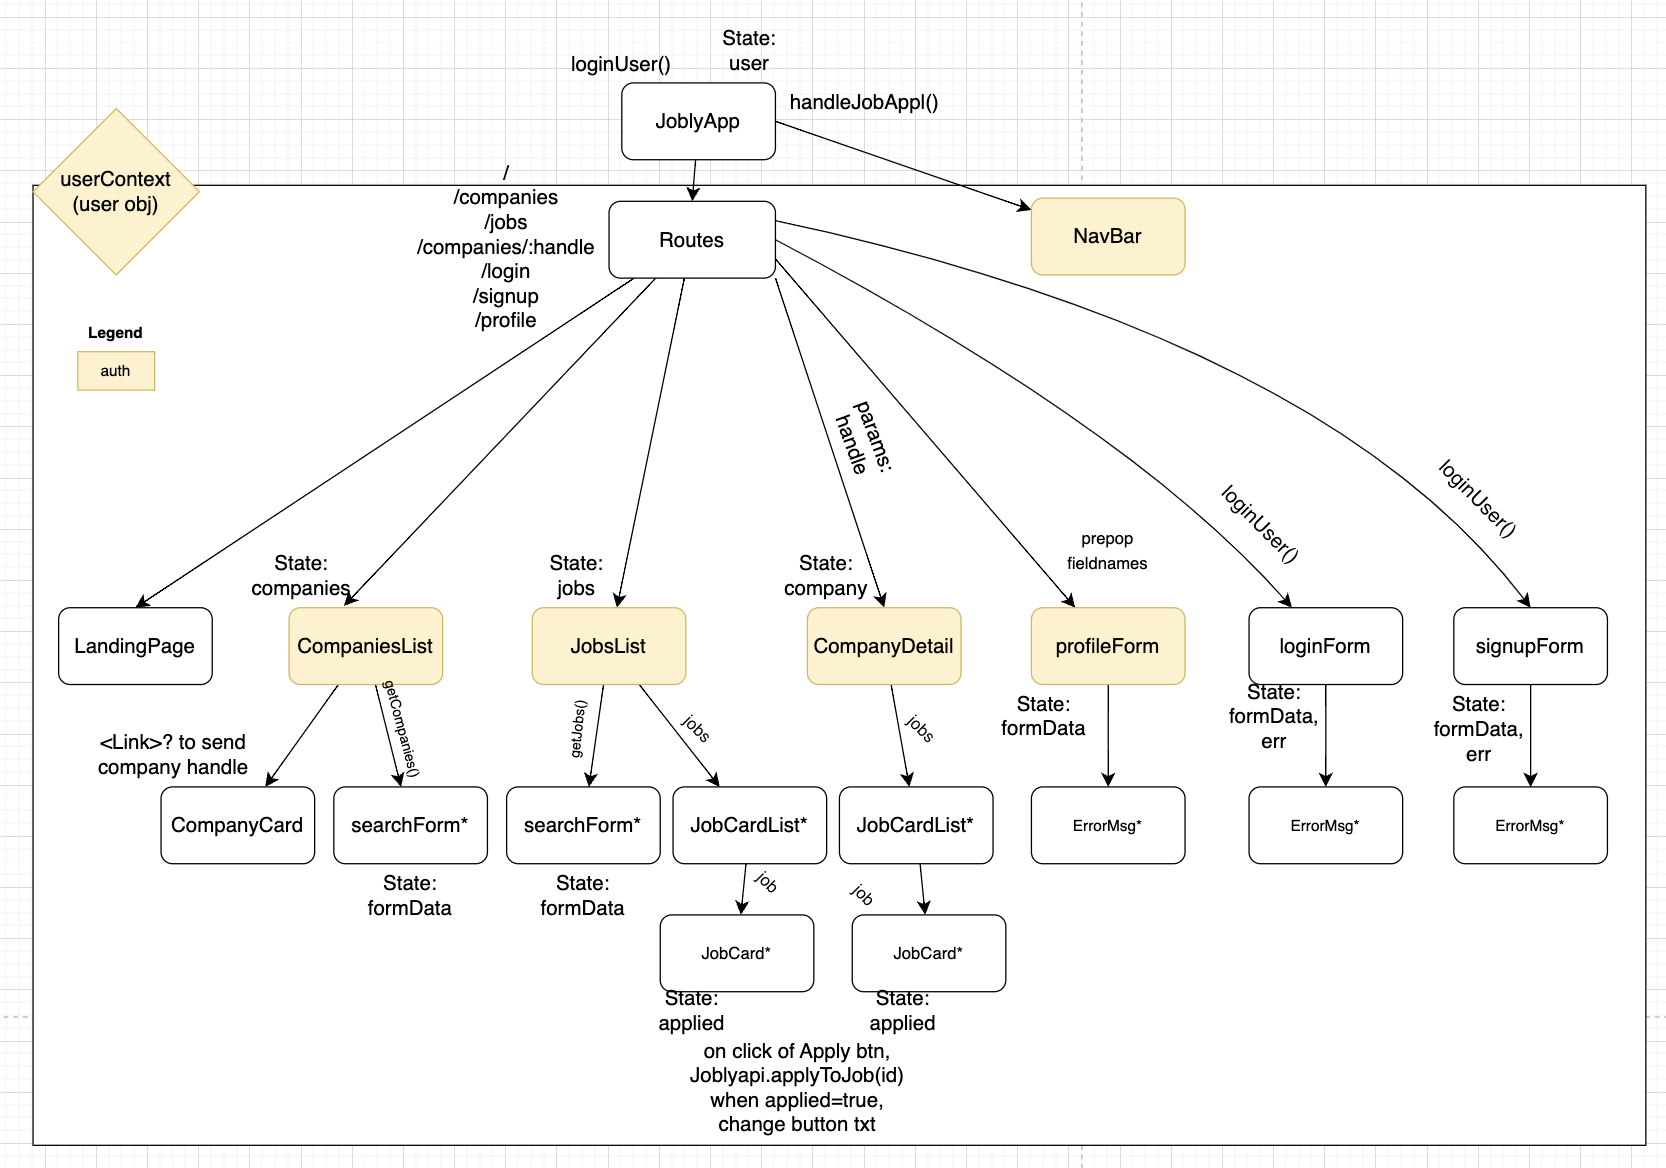 State:
user
loginUser()
handleJobAppl()
JoblyApp
userContext
(user obj)
/
/companies
/jobs
/companies/:handle
/login
/signup
/profile
Routes
NavBar
Legend
auth
params:
handle
loginUser()
loginUser()
prepop
fieldnames
State:
companies
State:
jobs
State:
company
LandingPage
CompaniesList
JobsList
CompanyDetail
profileForm
loginForm
signupForm
getCompanies()
getJobs()
jobs
jobs
State:
formData
State:
formData,
err
State:
formData,
err
<Link>? to send
company handle
CompanyCard
searchForm*
searchForm*
JobCardList*
JobCardList*
ErrorMsg*
ErrorMsg*
ErrorMsg*
State:
formData
State:
formData
job
job
JobCard*
JobCard*
State:
applied
State:
applied
on click of Apply btn,
Joblyapi.applyToJob(id)
when applied=true,
change button txt